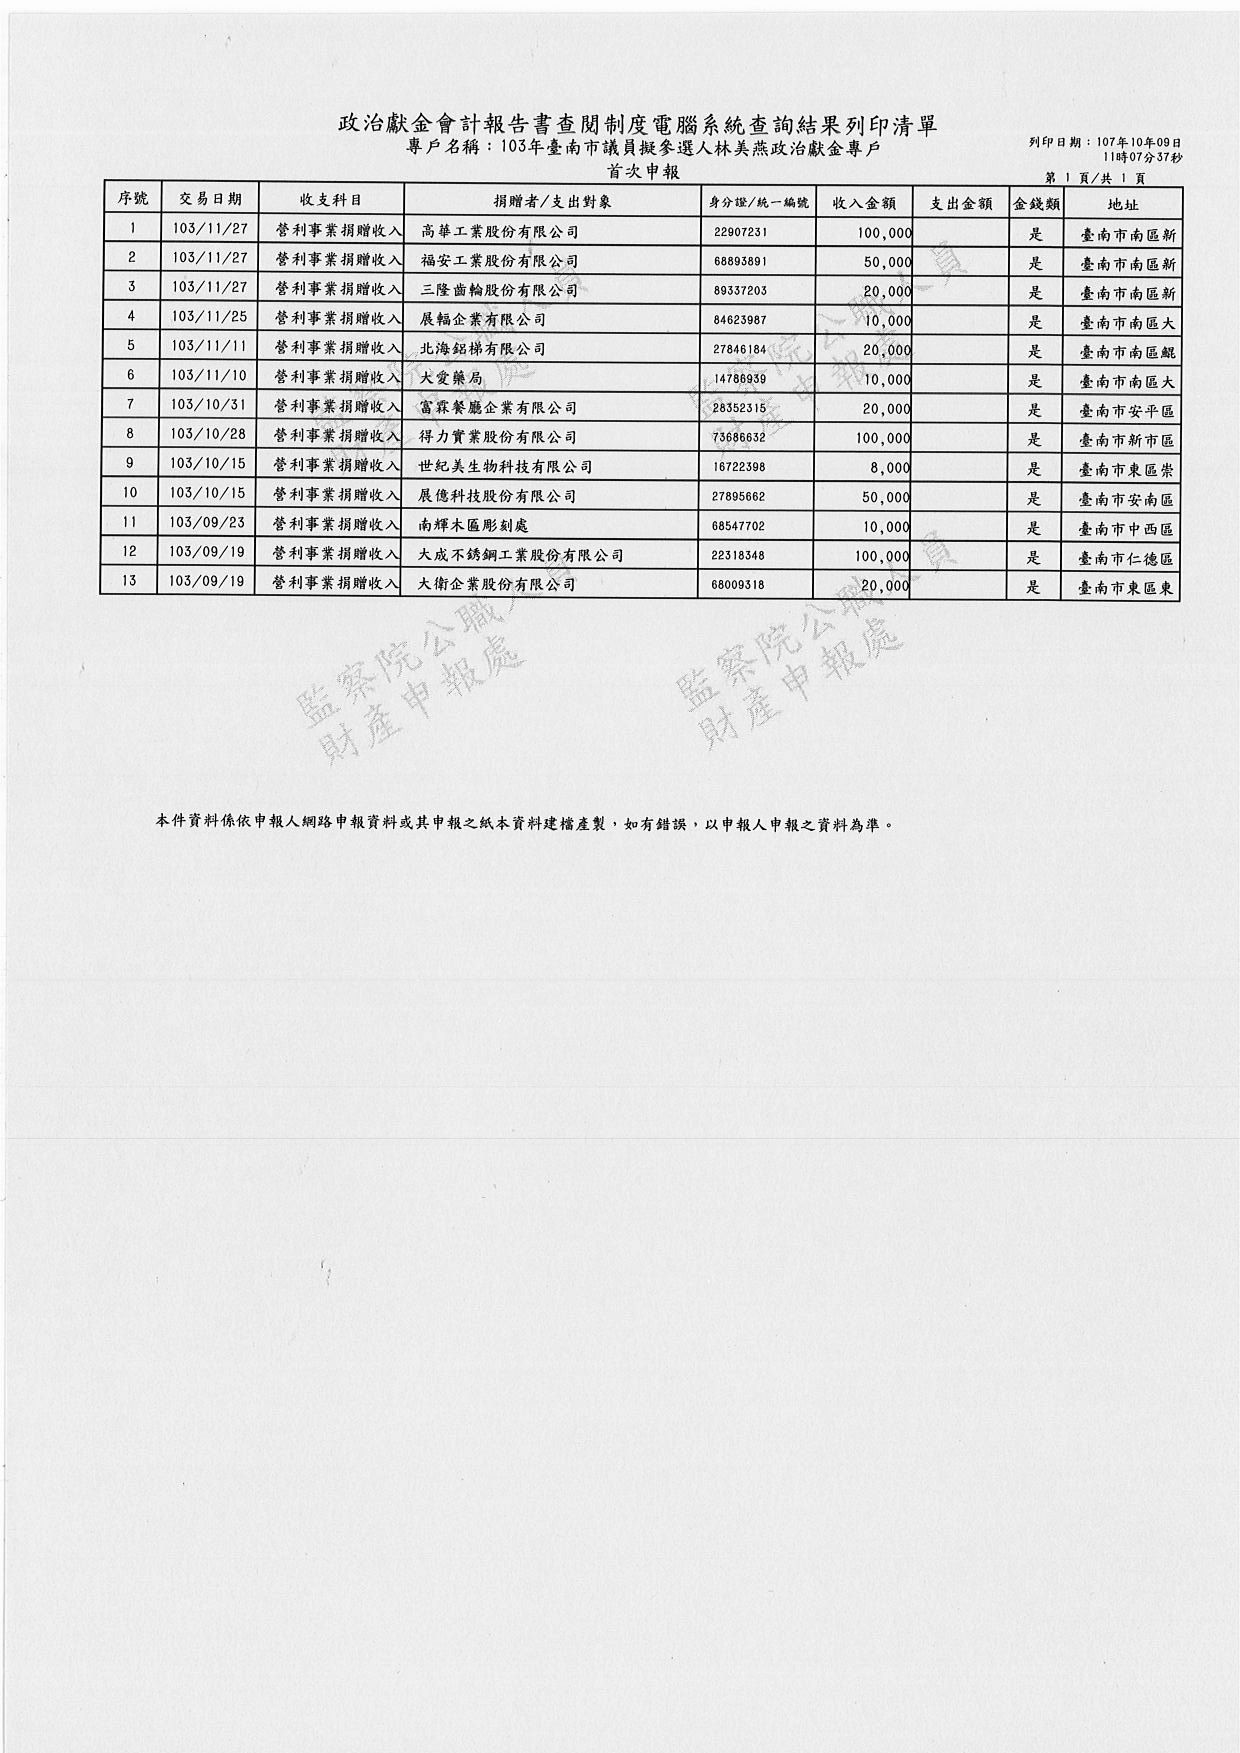 政治獻金會計報告書查閱制度電腦系統查詢結果列印清單
專戶名稱：103年臺南市議員擬參選人林美燕政治獻金專戶
列印日期：107年10年09日
11時07分37秒
首次申報
第 1 頁/共 1 頁
序號 交易日期 收支科目 捐贈者/支出對象 身分證/統一編號 收入金額 支出金額 金錢類 地址
1 103/11/27 營利事業捐贈收入 高華工業股份有限公司 22907231 100,000 是 臺南市南區新
2 103/11/27 營利事業捐贈收入 福安工業股份有限公司 68893891 50,000 是 臺南市南區新
3 103/11/27 營利事業捐贈收入 三隆齒輪股份有限公司 89337203 20,000 是 臺南市南區新
4 103/11/25 營利事業捐贈收入 展輻企業有限公司 84623987 10,000 是 臺南市南區大
5 103/11/11 營利事業捐贈收入 北海鋁梯有限公司 27846184 20,000 是 臺南市南區鯤
6 103/11/10 營利事業捐贈收入 大愛藥局 14786939 10,000 是 臺南市南區大
7 103/10/31 營利事業捐贈收入 富霖餐廳企業有限公司 28352315 20,000 是 臺南市安平區
8 103/10/28 營利事業捐贈收入 得力實業股份有限公司 73686632 100,000 是 臺南市新市區
9 103/10/15 營利事業捐贈收入 世紀美生物科技有限公司 16722398 8,000 是 臺南市東區崇
10 103/10/15 營利事業捐贈收入 展億科技股份有限公司 27895662 50,000 是 臺南市安南區
11 103/09/23 營利事業捐贈收入 南輝木匾彫刻處 68547702 10,000 是 臺南市中西區
12 103/09/19 營利事業捐贈收入 大成不銹鋼工業股份有限公司 22318348 100,000 是 臺南市仁德區
13 103/09/19 營利事業捐贈收入 大衛企業股份有限公司 68009318 20,000 是 臺南市東區東
監察院公職人員
財產申報處
監察院公職人員
財產申報處
監察院公職人員
財產申報處
監察院公職人員
財產申報處
本件資料係依申報人網路申報資料或其申報之紙本資料建檔產製，如有錯誤，以申報人申報之資料為準。